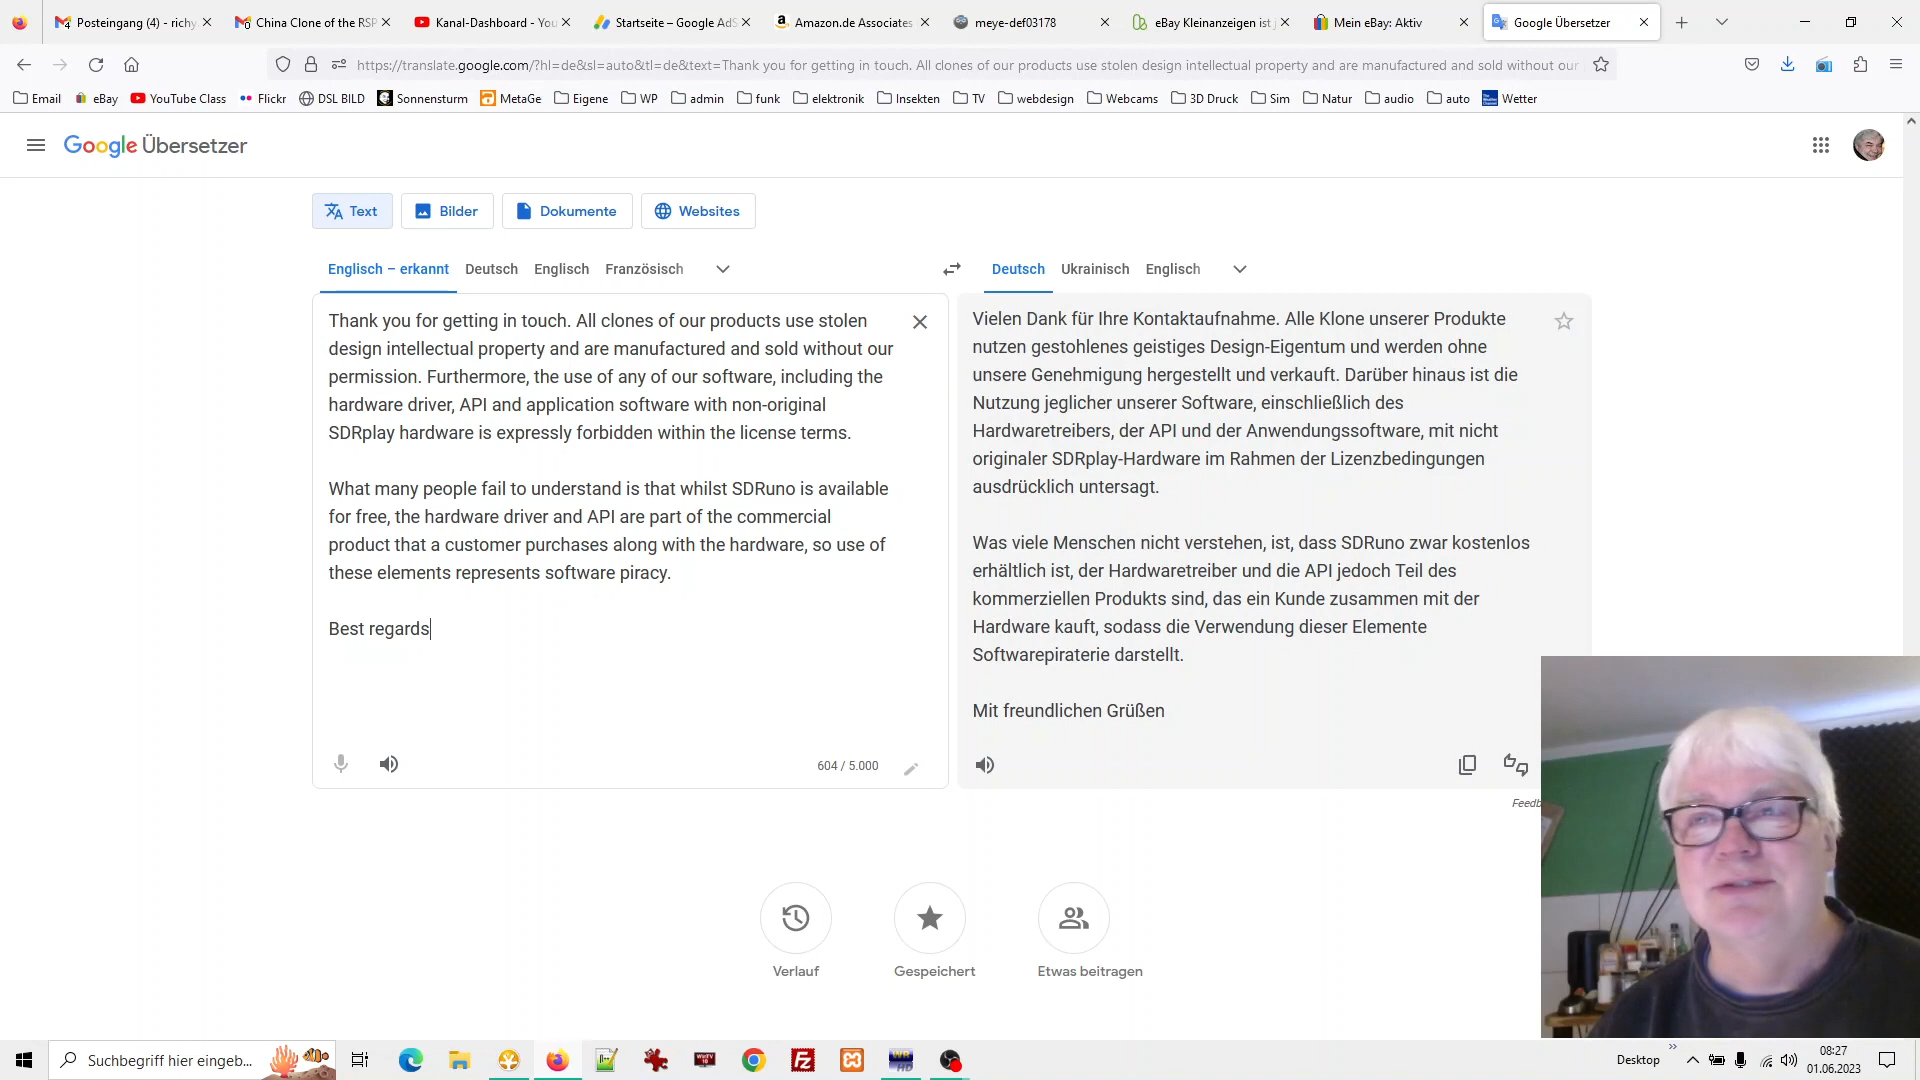 Posteingang (4) - richy
China Clone of the RSP
Kanal-Dashboard - You
Startseite – Google AdS
Amazon.de Associates
meye-def03178
eBay Kleinanzeigen ist j
Mein eBay: Aktiv
Google Übersetzer
https://translate.google.com/?hl=de&sl=auto&tl=de&text=Thank you for getting in touch. All clones of our products use stolen design intellectual property and are manufactured and sold without our
Email eBay YouTube Class Flickr DSL BILD Sonnensturm MetaGe Eigene WP admin funk elektronik Insekten TV webdesign Webcams 3D Druck Sim Natur audio auto Wetter
Google Übersetzer
Text Bilder Dokumente Websites
Englisch – erkannt Deutsch Englisch Französisch
Deutsch Ukrainisch Englisch
Thank you for getting in touch. All clones of our products use stolen
design intellectual property and are manufactured and sold without our
permission. Furthermore, the use of any of our software, including the
hardware driver, API and application software with non-original
SDRplay hardware is expressly forbidden within the license terms.
What many people fail to understand is that whilst SDRuno is available
for free, the hardware driver and API are part of the commercial
product that a customer purchases along with the hardware, so use of
these elements represents software piracy.
Best regards
604 / 5.000
Vielen Dank für Ihre Kontaktaufnahme. Alle Klone unserer Produkte
nutzen gestohlenes geistiges Design-Eigentum und werden ohne
unsere Genehmigung hergestellt und verkauft. Darüber hinaus ist die
Nutzung jeglicher unserer Software, einschließlich des
Hardwaretreibers, der API und der Anwendungssoftware, mit nicht
originaler SDRplay-Hardware im Rahmen der Lizenzbedingungen
ausdrücklich untersagt.
Was viele Menschen nicht verstehen, ist, dass SDRuno zwar kostenlos
erhältlich ist, der Hardwaretreiber und die API jedoch Teil des
kommerziellen Produkts sind, das ein Kunde zusammen mit der
Hardware kauft, sodass die Verwendung dieser Elemente
Softwarepiraterie darstellt.
Mit freundlichen Grüßen
Feedb
Verlauf
Gespeichert
Etwas beitragen
Suchbegriff hier eingeb...
Desktop
08:27
01.06.2023